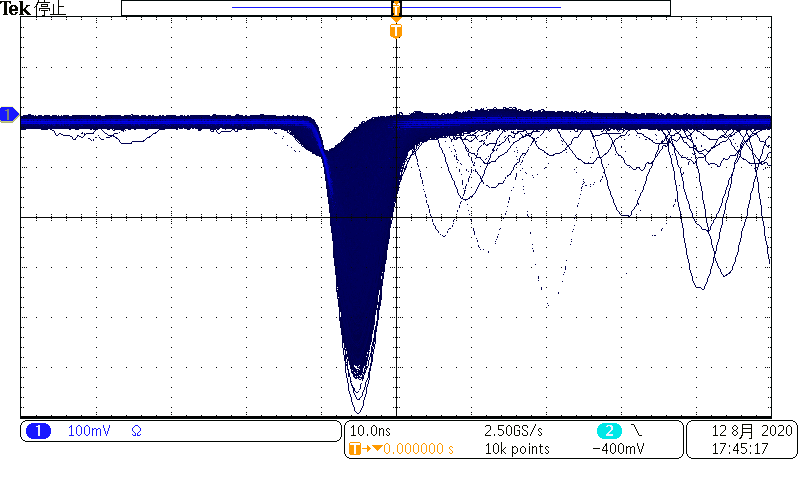 Tek 停止
T
T
1
1 100mV Ω
10.0ns 2.50GS/s 2
T→▼0.000000 s 10k points −400mV
12 8月 2020
17:45:17